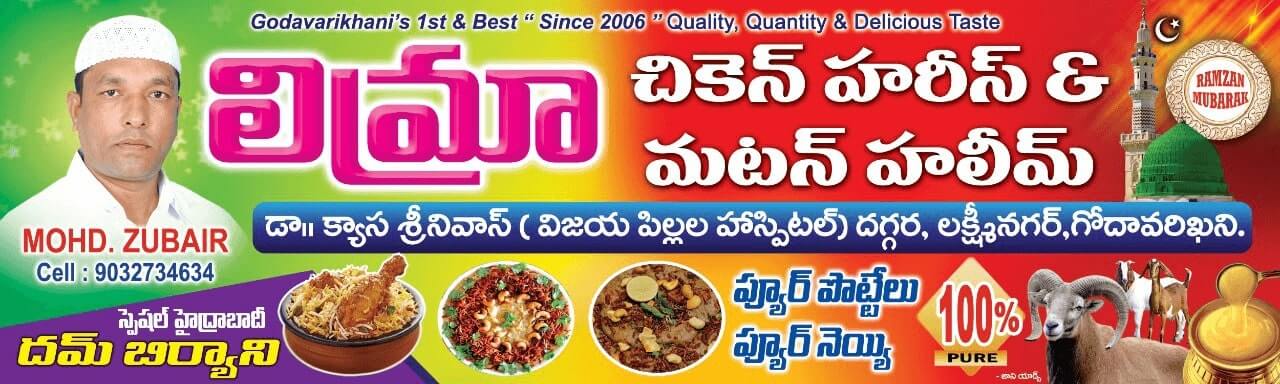 Godavarikhani's 1st & Best " Since 2006 " Quality, Quantity & Delicious Taste
లిమ్రా
చికెన్ హరీస్ &
మటన్ హలీమ్
RAMZAN
MUBARAK
డా॥ క్యాస శ్రీనివాస్ ( విజయ పిల్లల హాస్పిటల్) దగ్గర, లక్ష్మీనగర్,గోదావరిఖని.
MOHD. ZUBAIR
Cell : 9032734634
స్పెషల్ హైద్రాబాదీ
దమ్ బిర్యాని
ప్యూర్ పొట్టేలు
ప్యూర్ నెయ్యి
100%
PURE
- జాని యార్ట్స్